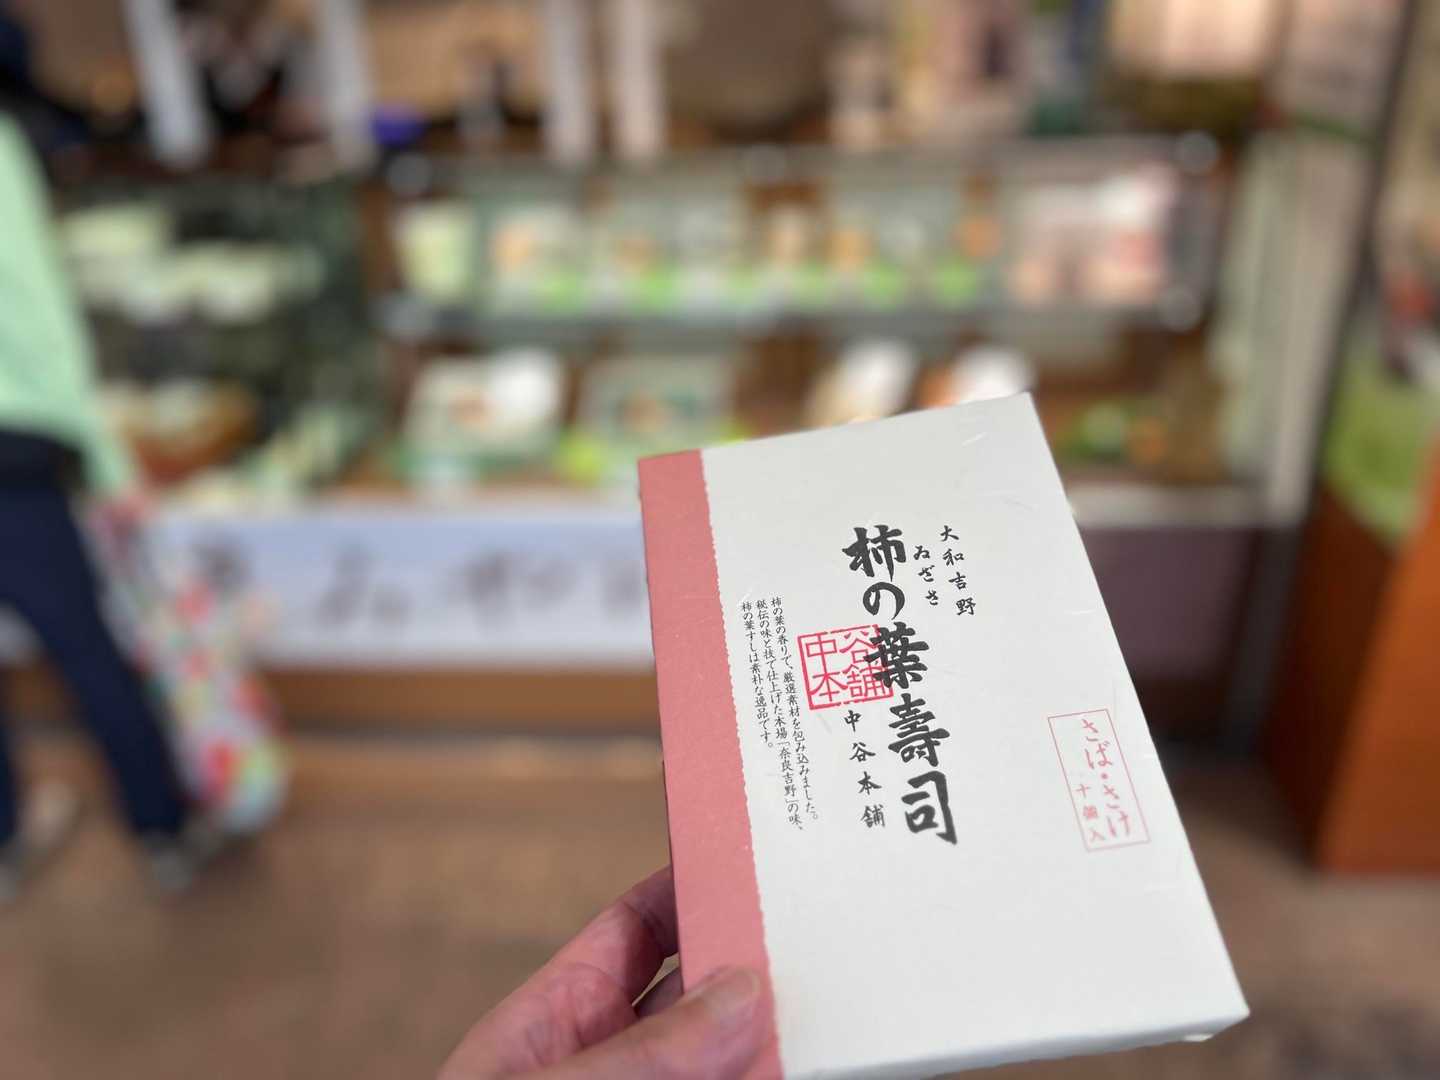 大和吉野
ゐざさ
柿の葉壽司
中谷本舗
谷舗
中本
柿の葉の香りで、厳選素材を包み込みました。
秘伝の味と技で仕上げた本場「奈良吉野」の味、
柿の葉すしは素朴な逸品です。
さば・さけ
十個入